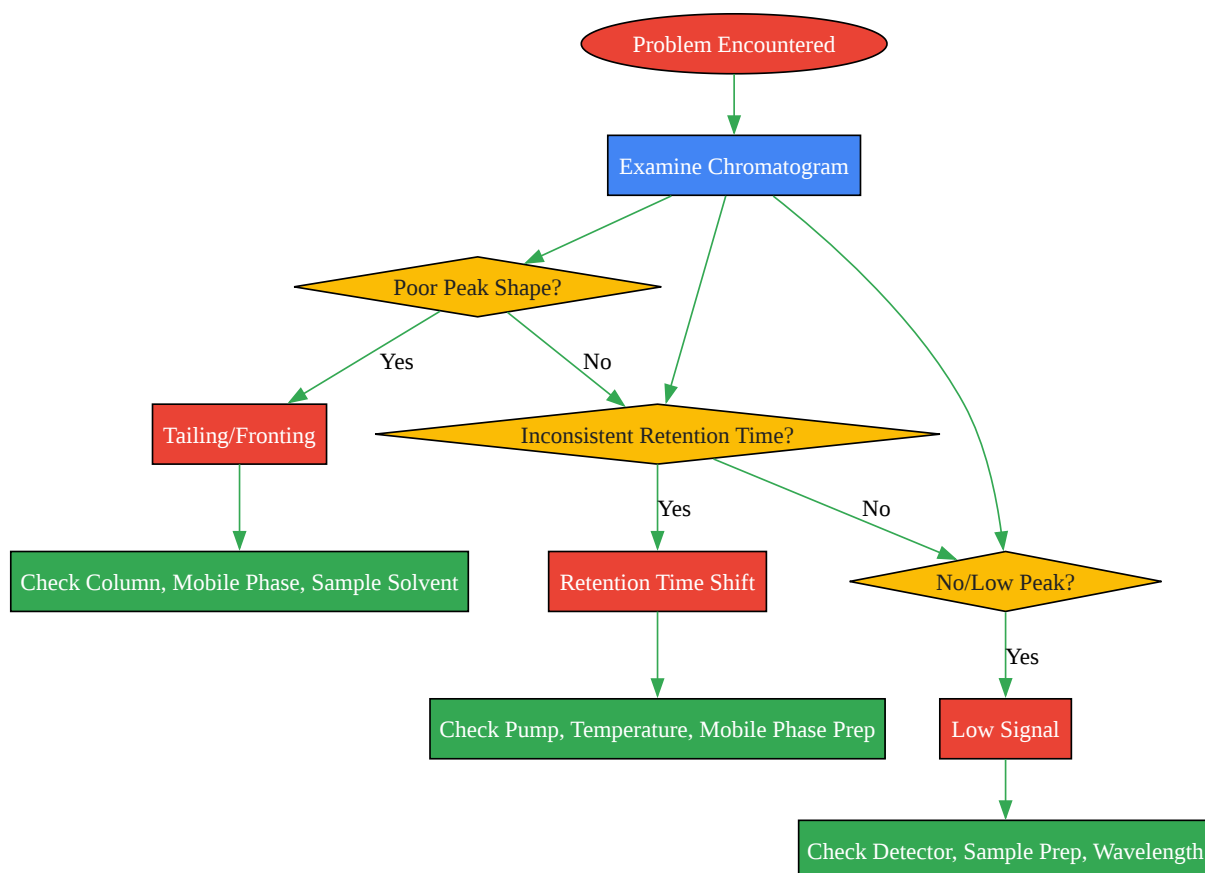 Problem Encountered
Examine Chromatogram
Poor Peak Shape?
Yes
No
Tailing/Fronting
Inconsistent Retention Time?
Yes
No
Check Column, Mobile Phase, Sample Solvent
Retention Time Shift
No/Low Peak?
Yes
Check Pump, Temperature, Mobile Phase Prep
Low Signal
Check Detector, Sample Prep, Wavelength